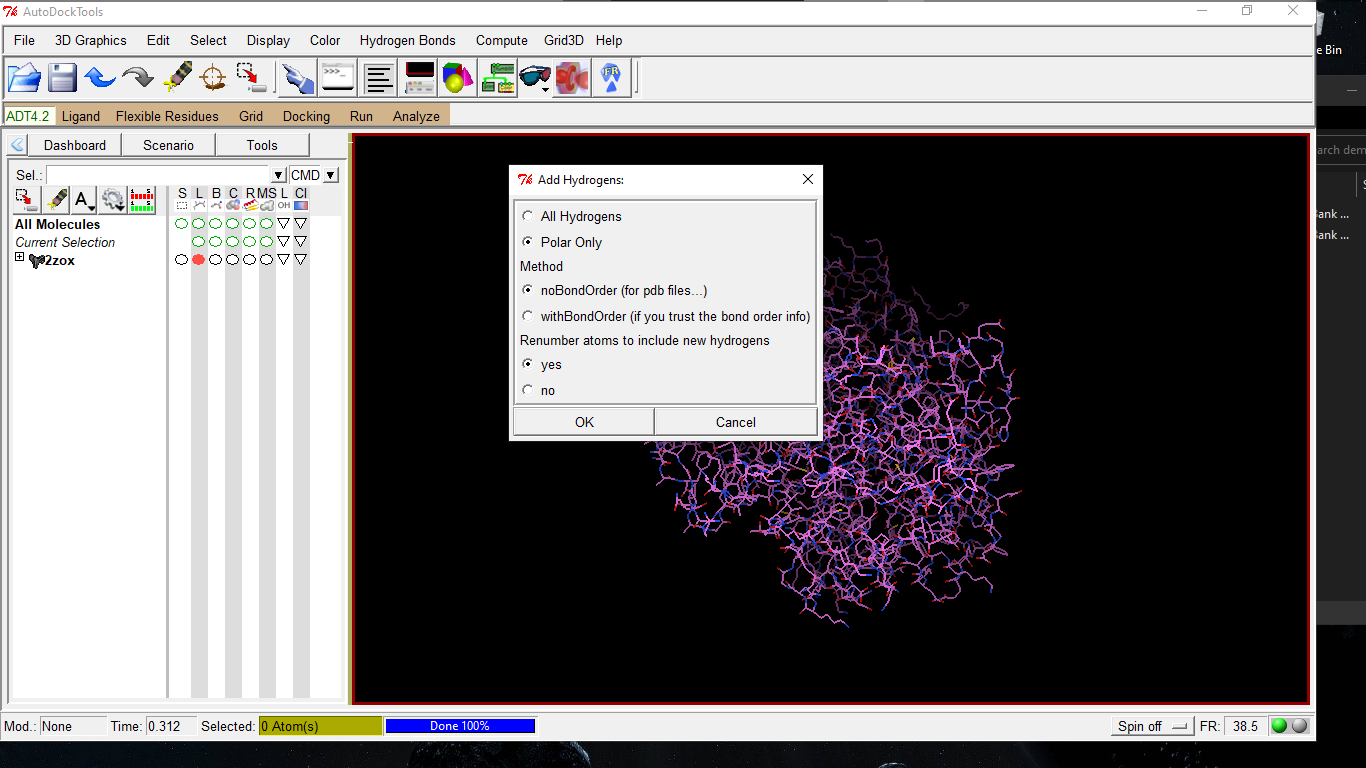 AutoDockTools
File 3D Graphics Edit Select Display Color Hydrogen Bonds Compute Grid3D Help
e Bin
>>>_
FR
ADT4.2 Ligand Flexible Residues Grid Docking Run Analyze
Dashboard Scenario Tools
arch dem
Sel.: CMD
A
S L B C R MS L Cl
OH
All Molecules
Current Selection
2zox
Add Hydrogens:
All Hydrogens
Polar Only
Method
noBondOrder (for pdb files...)
withBondOrder (if you trust the bond order info)
Renumber atoms to include new hydrogens
yes
no
OK Cancel
Bank ...
ank ...
Mod.: None Time: 0.312 Selected: 0 Atom(s) Done 100% Spin off FR: 38.5